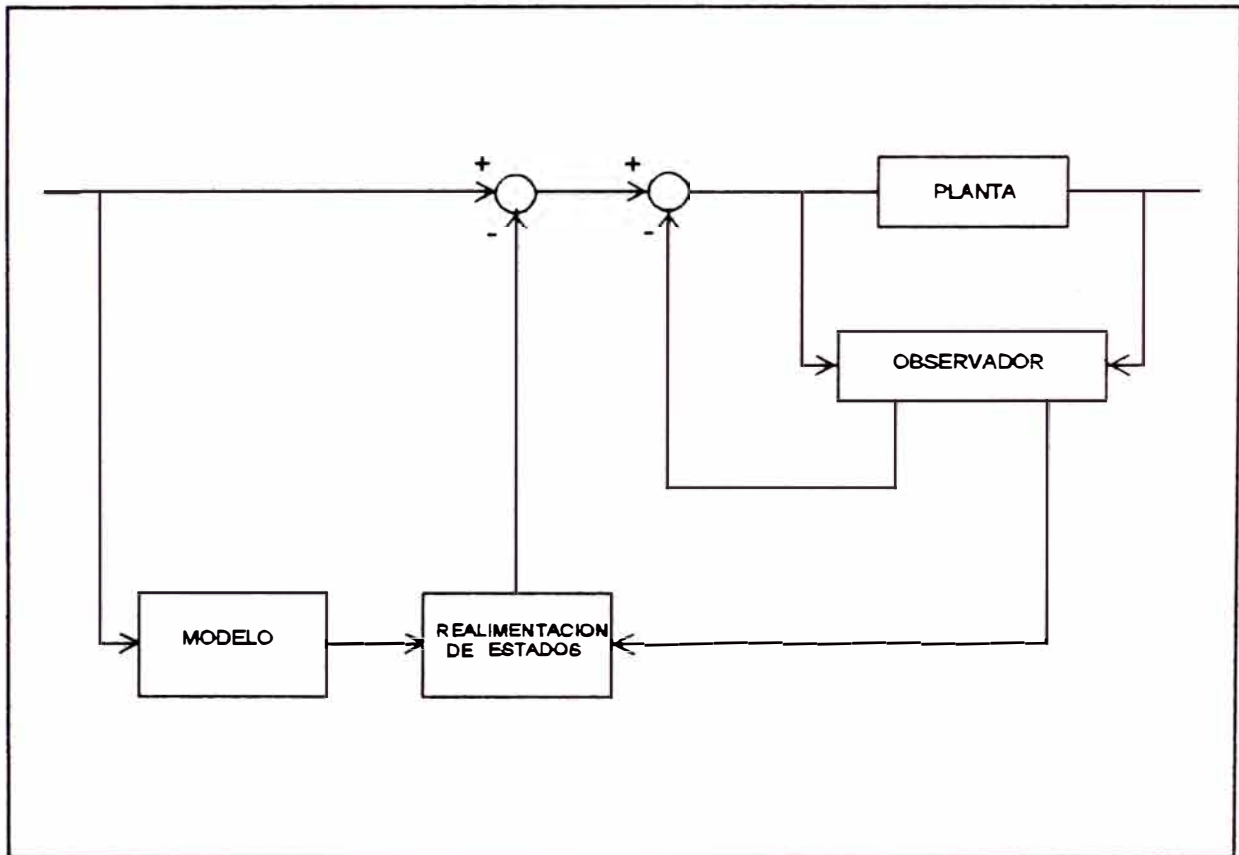 +
+
-
-
PLANTA
OBSERVADOR
MODELO
REALIMENTACION
DE ESTADOS